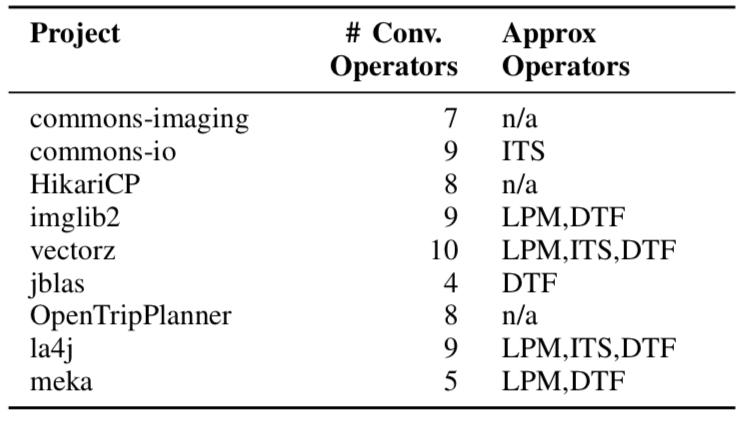 Project # Conv. Approx
Operators Operators
commons-imaging 7 n/a
commons-io 9 ITS
HikariCP 8 n/a
imglib2 9 LPM,DTF
vectorz 10 LPM,ITS,DTF
jblas 4 DTF
OpenTripPlanner 8 n/a
la4j 9 LPM,ITS,DTF
meka 5 LPM,DTF